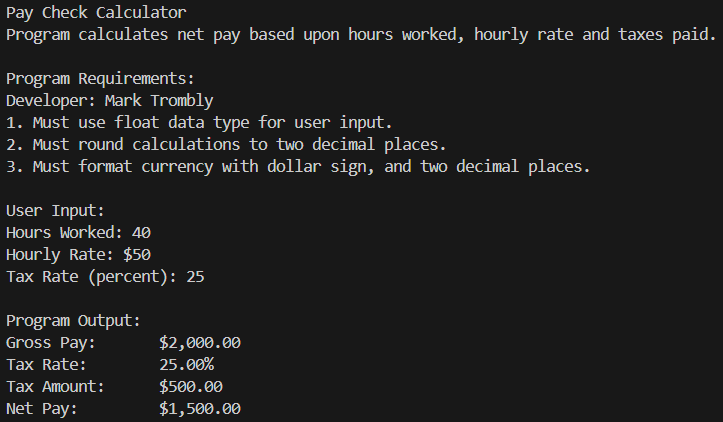 Pay Check Calculator
Program calculates net pay based upon hours worked, hourly rate and taxes paid.
Program Requirements:
Developer: Mark Trombly
1. Must use float data type for user input.
2. Must round calculations to two decimal places.
3. Must format currency with dollar sign, and two decimal places.
User Input:
Hours Worked: 40
Hourly Rate: $50
Tax Rate (percent): 25
Program Output:
Gross Pay: $2,000.00
Tax Rate: 25.00%
Tax Amount: $500.00
Net Pay: $1,500.00